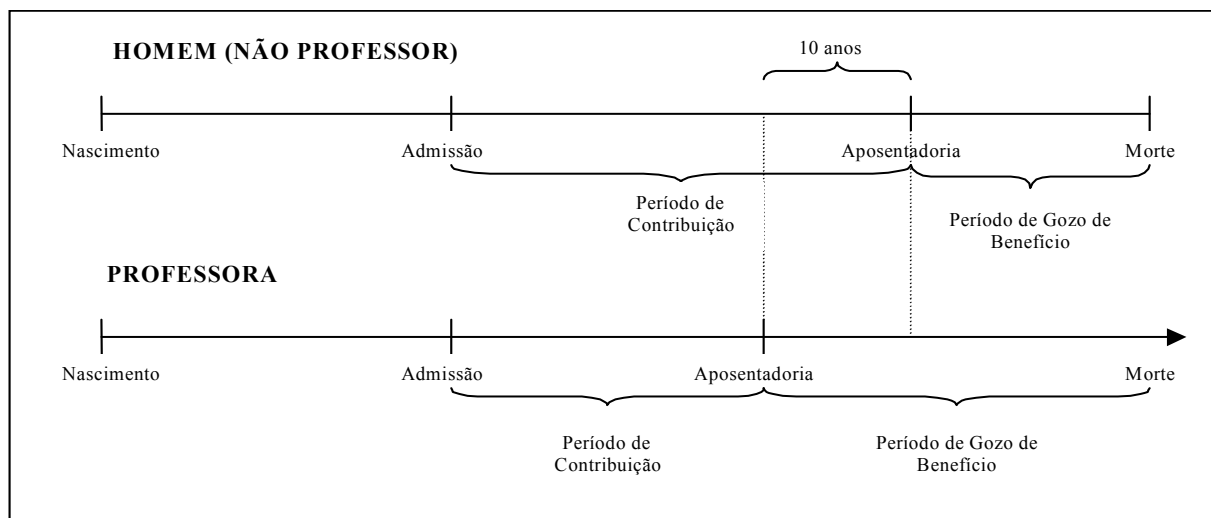 10 anos
HOMEM (NÃO PROFESSOR)
Nascimento Admissão Aposentadoria Morte
Período de
Contribuição
Período de Gozo de
Benefício
PROFESSORA
Nascimento Admissão Aposentadoria Morte
Período de
Contribuição
Período de Gozo de
Benefício